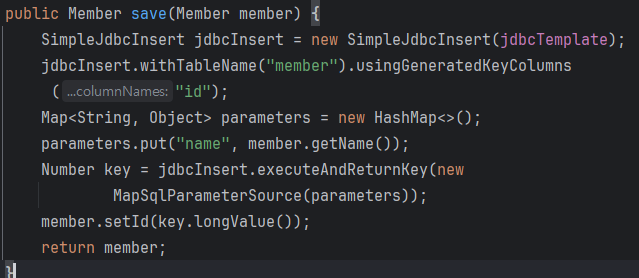 public Member save(Member member) {
SimpleJdbcInsert jdbcInsert = new SimpleJdbcInsert(jdbcTemplate);
jdbcInsert.withTableName("member").usingGeneratedKeyColumns
( ...columnNames: "id");
Map<String, Object> parameters = new HashMap<>();
parameters.put("name", member.getName());
Number key = jdbcInsert.executeAndReturnKey(new
MapSqlParameterSource(parameters));
member.setId(key.longValue());
return member;
}